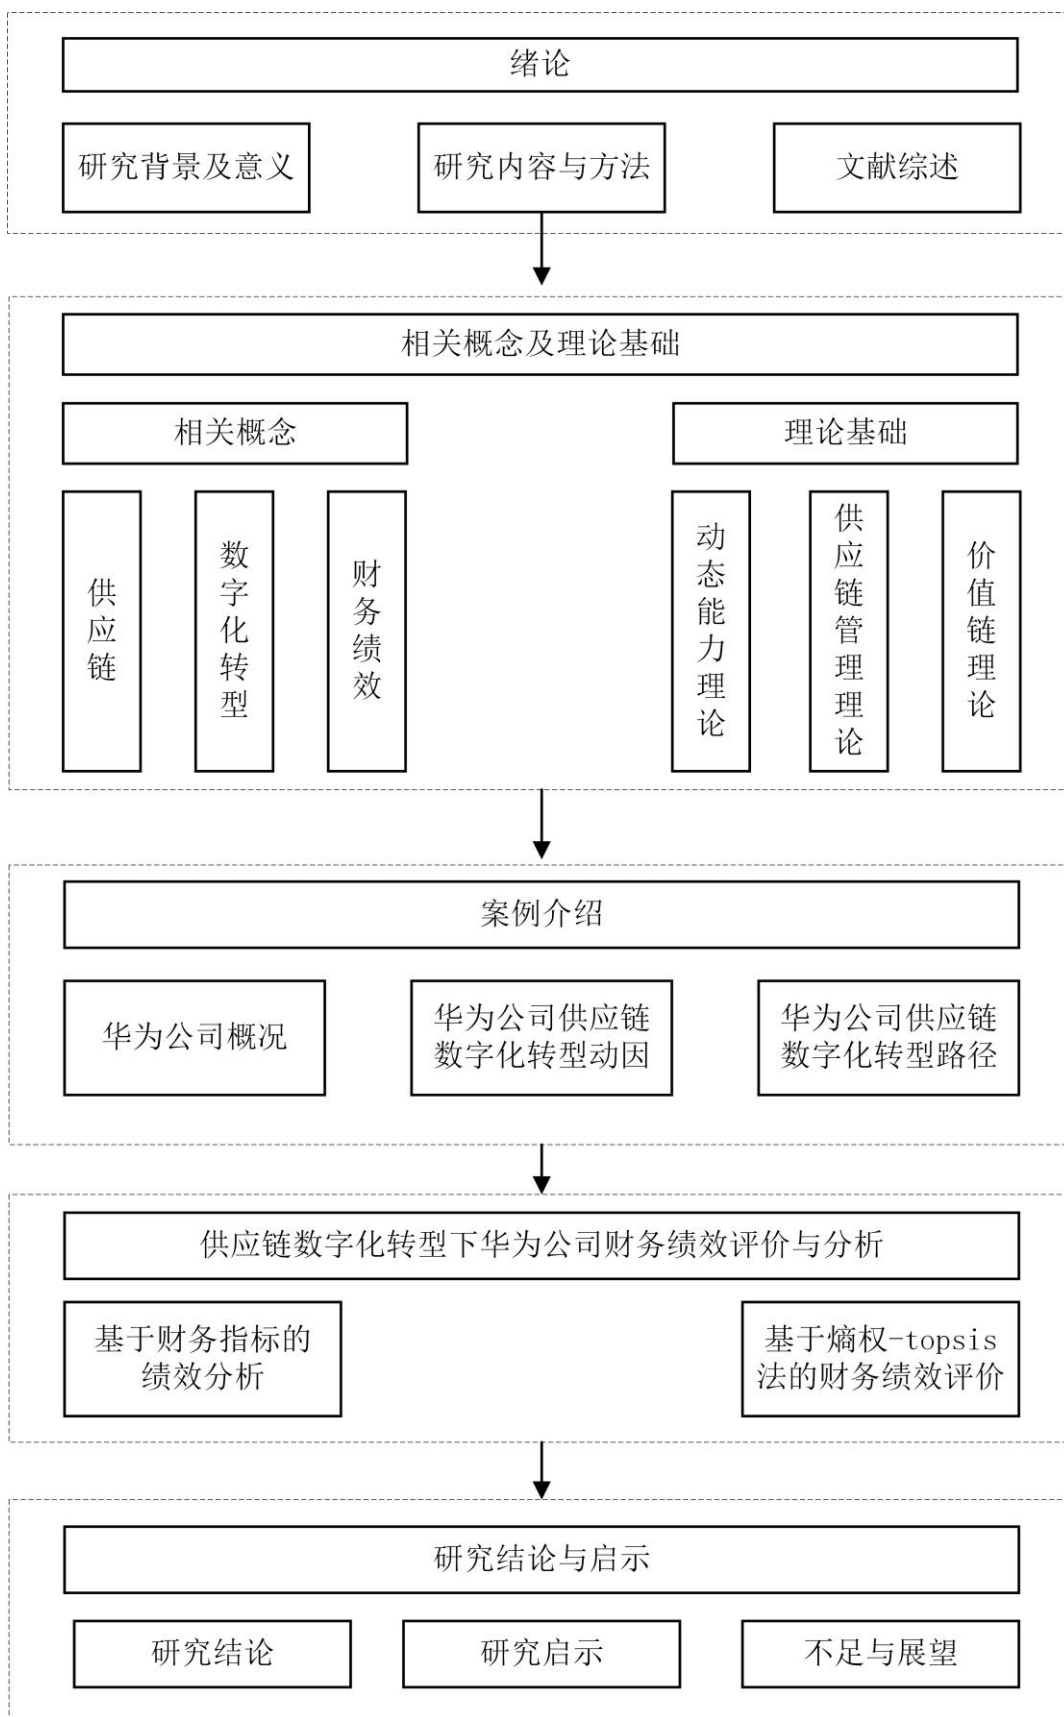 绪论
研究背景及意义
研究内容与方法
文献综述
相关概念及理论基础
相关概念
理论基础
供应链
数字化转型
财务绩效
动态能力理论
供应链管理理论
价值链理论
案例介绍
华为公司概况
华为公司供应链
数字化转型动因
华为公司供应链
数字化转型路径
供应链数字化转型下华为公司财务绩效评价与分析
基于财务指标的
绩效分析
基于熵权-topsis
法的财务绩效评价
研究结论与启示
研究结论
研究启示
不足与展望